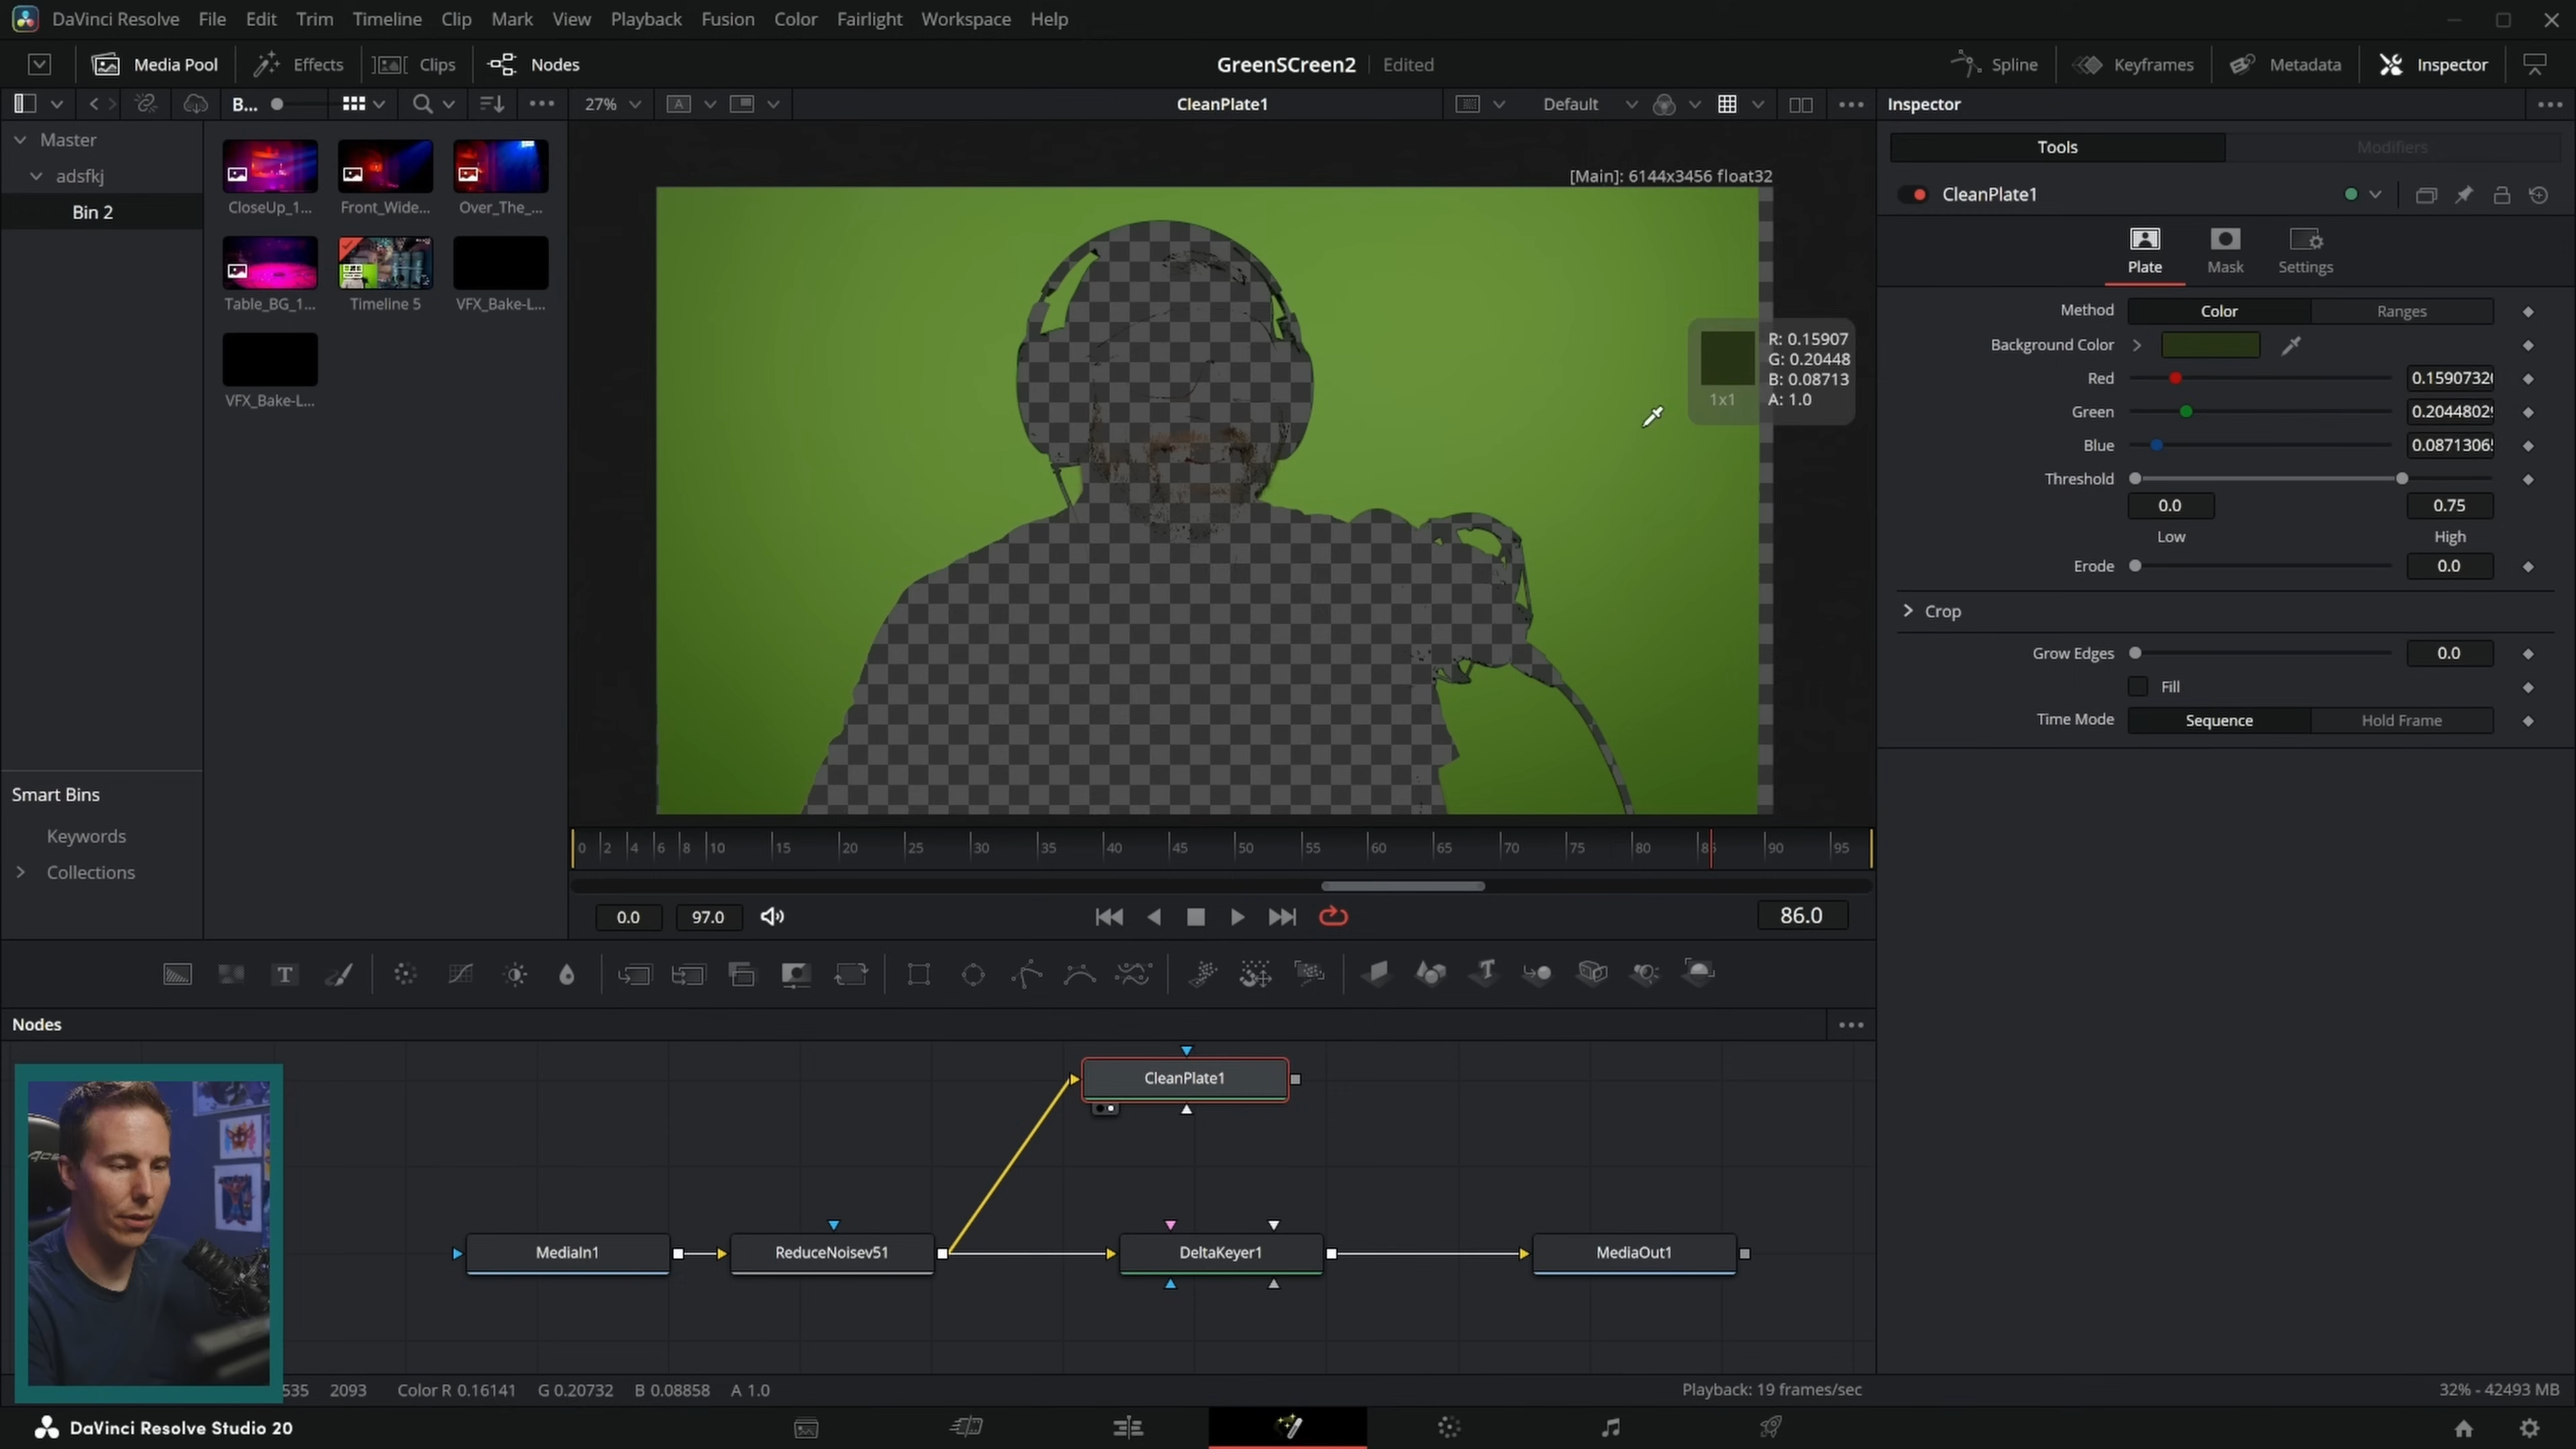 DaVinci Resolve File Edit Trim Timeline Clip Mark View Playback Fusion Color Fairlight Workspace Help
Media Pool Effects Clips Nodes GreenSCreen2 Edited Spline Keyframes Metadata Inspector
B... 27% A CleanPlate1 Default Inspector
Master
adsfkj
Bin 2
CloseUp_1... Front_Wide... Over_The_...
Table_BG_1... Timeline 5 VFX_Bake-L...
VFX_Bake-L...
Smart Bins
Keywords
Collections
[Main]: 6144x3456 float32
R: 0.15907
G: 0.20448
B: 0.08713
1x1 A: 1.0
0 2 4 6 8 10 15 20 25 30 35 40 45 50 55 60 65 70 75 80 85 90 95
0.0 97.0 86.0
Tools Modifiers
CleanPlate1
Plate Mask Settings
Method Color Ranges
Background Color
Red 0.1590732
Green 0.2044802
Blue 0.0871306
Threshold
0.0 0.75
Low High
Erode 0.0
Crop
Grow Edges 0.0
Fill
Time Mode Sequence Hold Frame
T T
Nodes
CleanPlate1
MediaIn1 ReduceNoisev51 DeltaKeyer1 MediaOut1
535 2093 Color R 0.16141 G 0.20732 B 0.08858 A 1.0 Playback: 19 frames/sec 32% - 42493 MB
DaVinci Resolve Studio 20